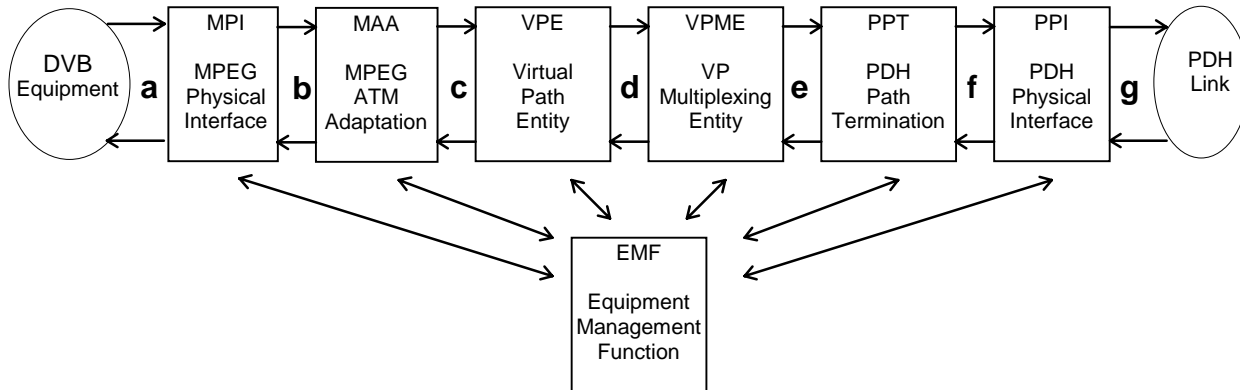 DVB
Equipment
a
MPI
MPEG
Physical
Interface
b
MAA
MPEG
ATM
Adaptation
c
VPE
Virtual
Path
Entity
d
VPME
VP
Multiplexing
Entity
e
PPT
PDH
Path
Termination
f
PPI
PDH
Physical
Interface
g
PDH
Link
EMF
Equipment
Management
Function